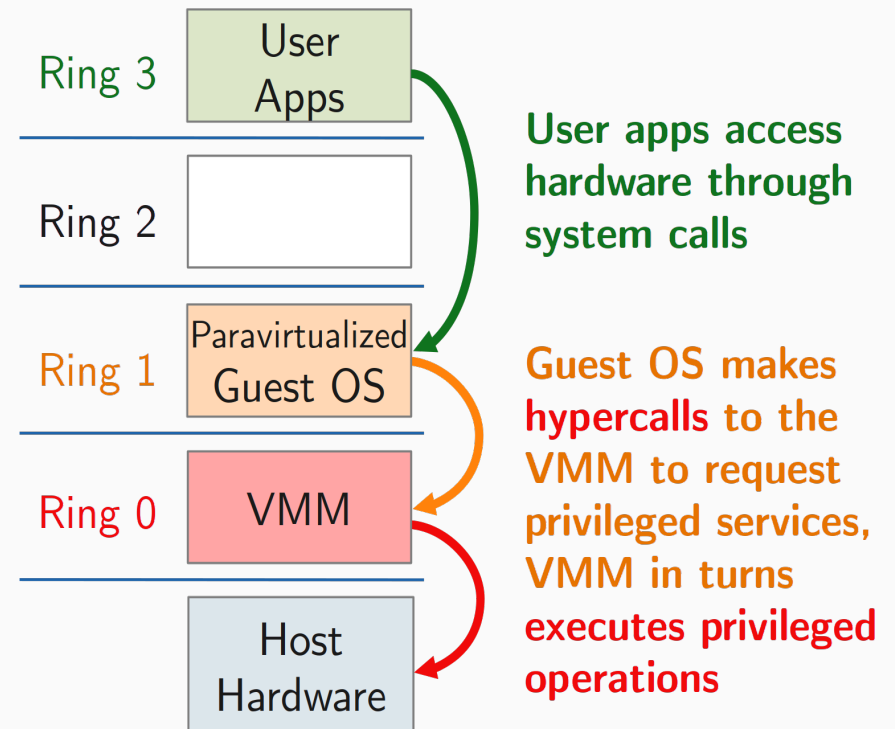 Ring 3
User
Apps
User apps access
hardware through
system calls
Ring 2
Ring 1
Paravirtualized
Guest OS
Guest OS makes
hypercalls to the
VMM to request
privileged services,
VMM in turns
executes privileged
operations
Ring 0
VMM
Host
Hardware